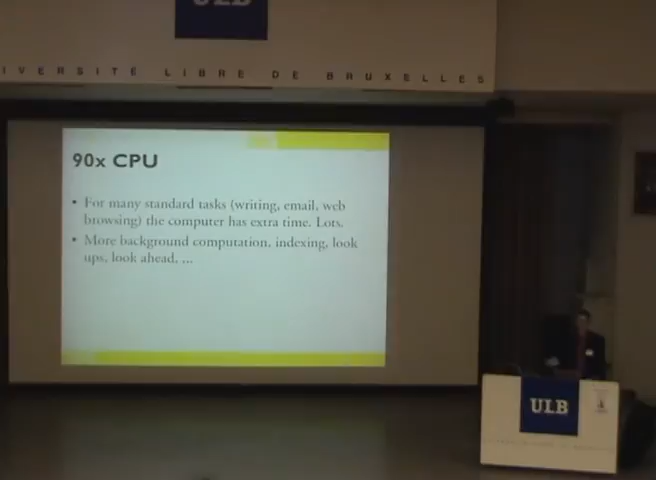 ULB
IVERSITÉ LIBRE DE BRUXELLES
90x CPU
• For many standard tasks (writing, email, web
browsing) the computer has extra time. Lots.
• More background computation, indexing, look
ups, look ahead, ...
ULB